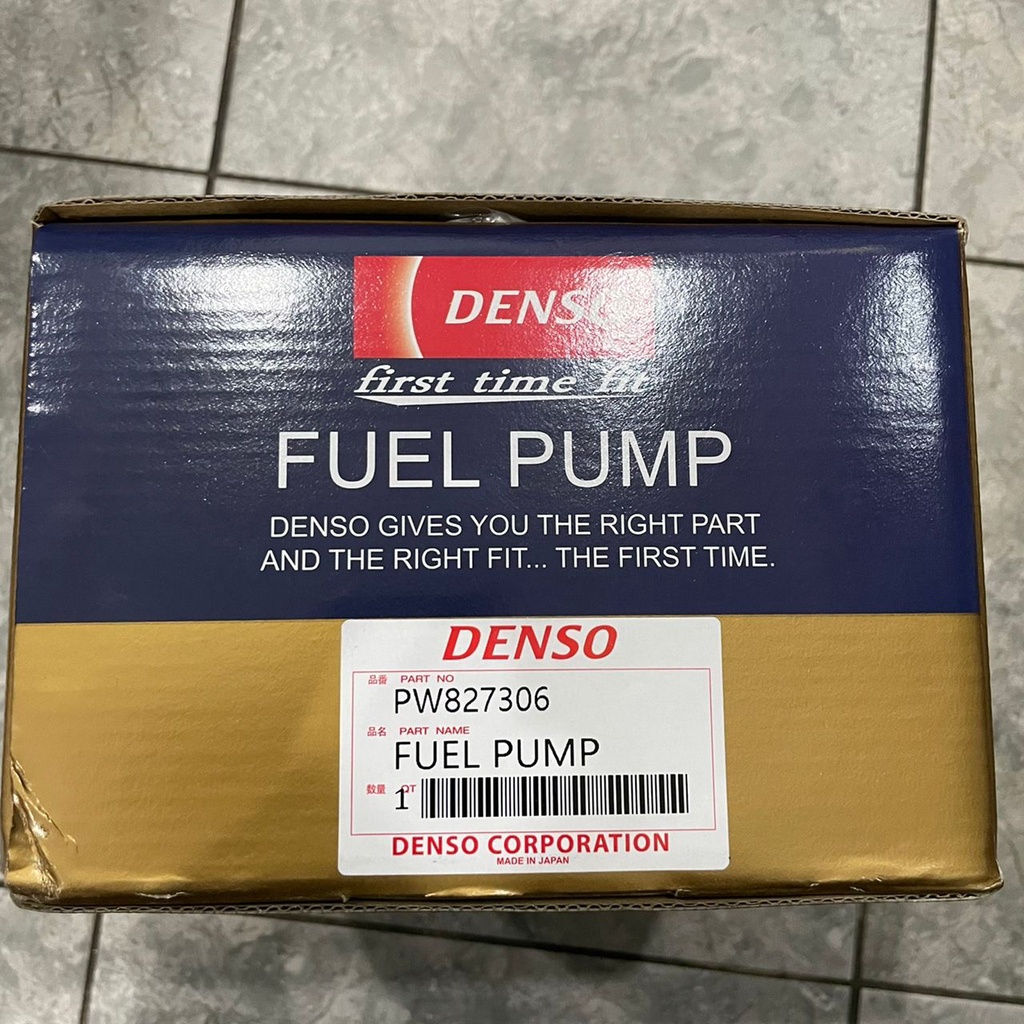 DENSO
first time fit
FUEL PUMP
DENSO GIVES YOU THE RIGHT PART
AND THE RIGHT FIT... THE FIRST TIME.
DENSO
品番 PART NO
PW827306
品名 PART NAME
FUEL PUMP
数量 QT
1
DENSO CORPORATION
MADE IN JAPAN